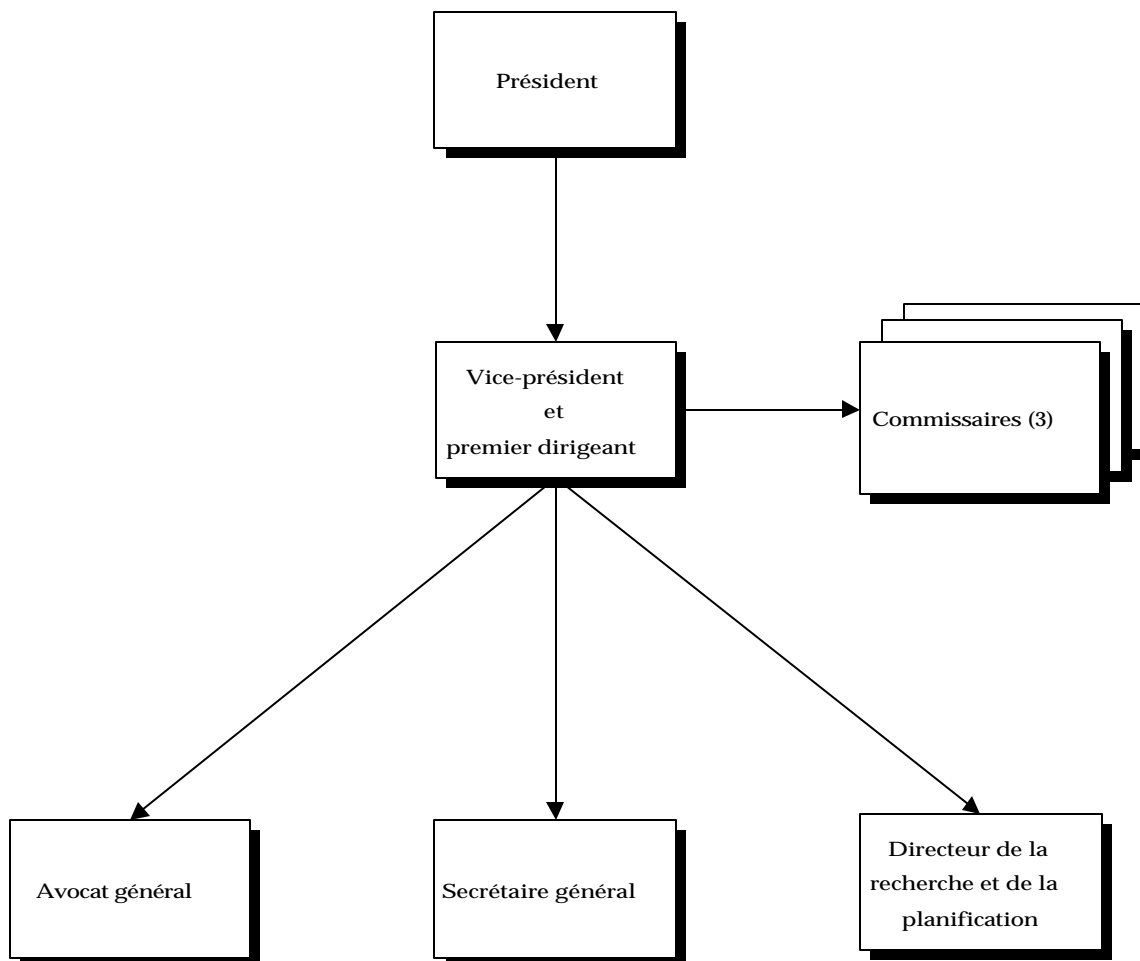 Président
Vice-président
et
premier dirigeant
Commissaires (3)
Avocat général
Secrétaire général
Directeur de la
recherche et de la
planification